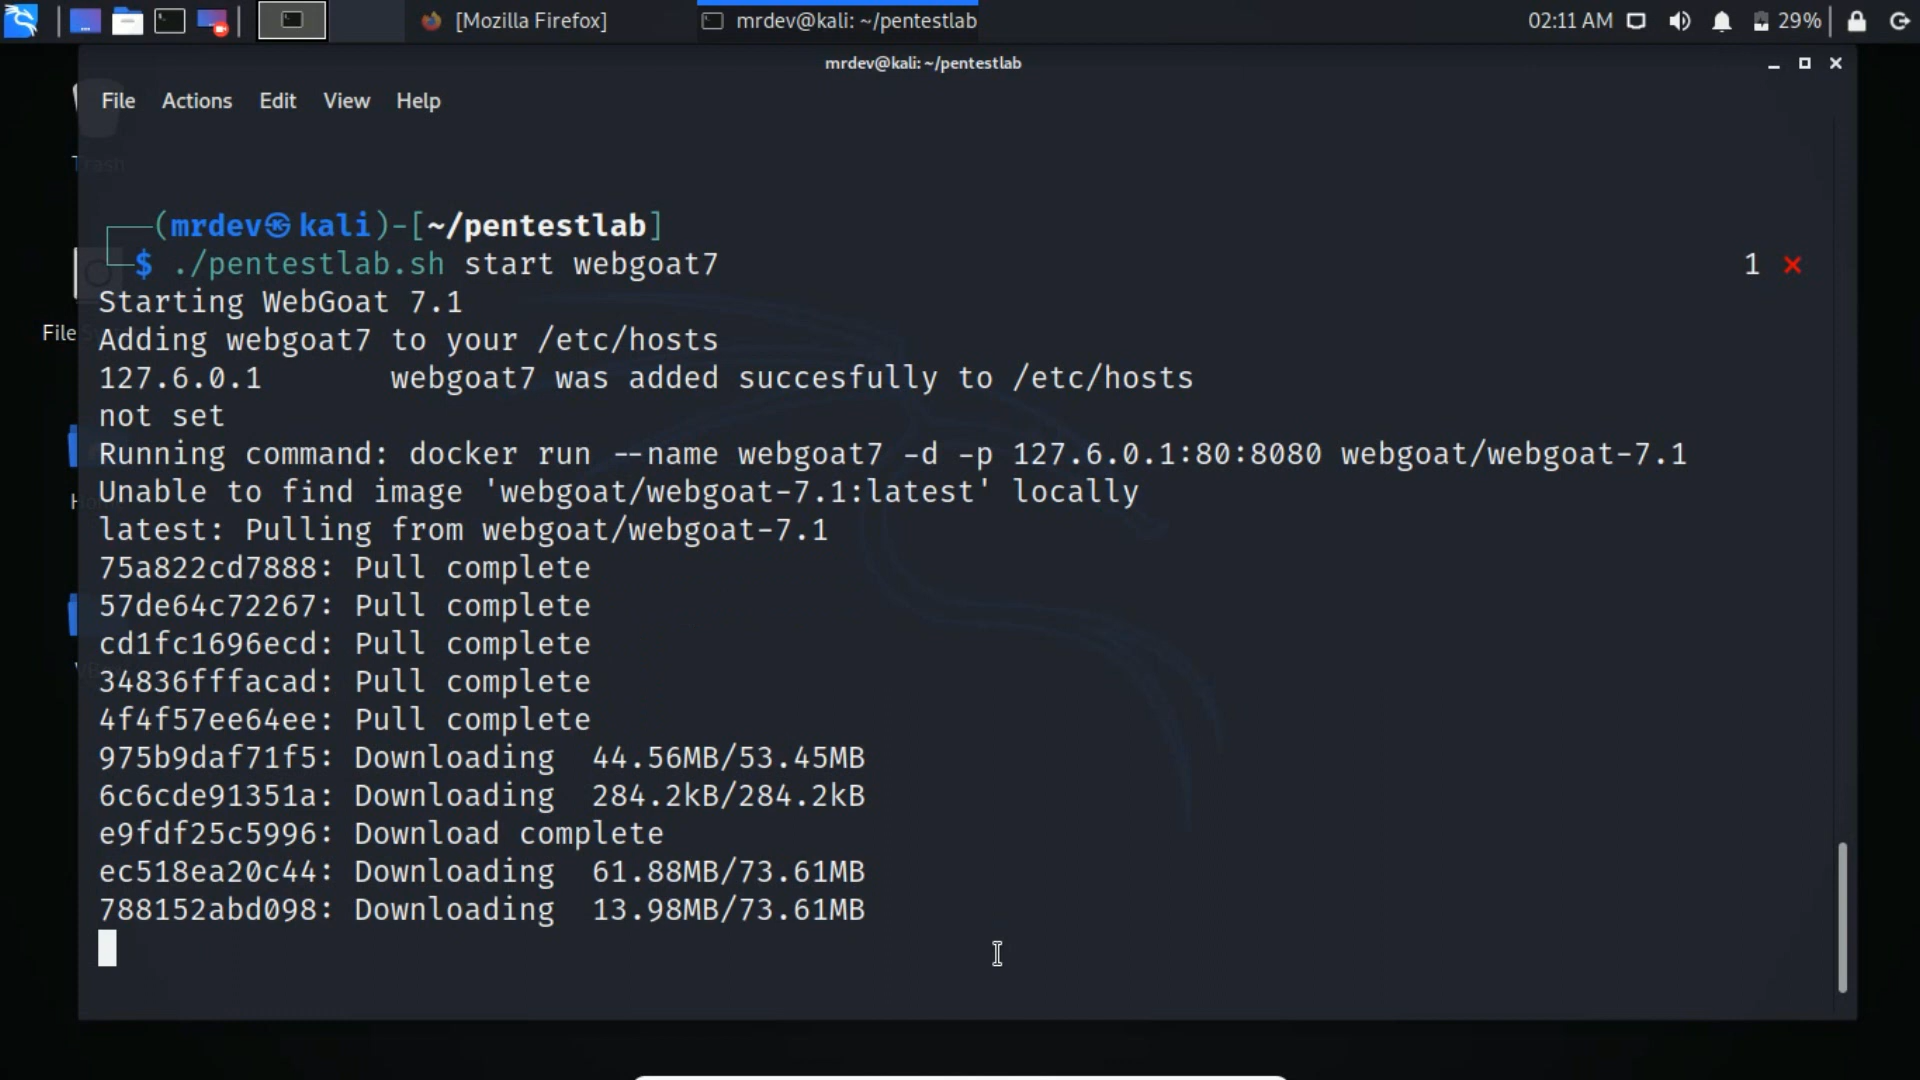 [Mozilla Firefox]
mrdev@kali: ~/pentestlab
02:11 AM
29%
mrdev@kali: ~/pentestlab
File Actions Edit View Help
Trash
(mrdev㉿kali)-[~/pentestlab]
$ ./pentestlab.sh start webgoat7
1 ✕
Starting WebGoat 7.1
Adding webgoat7 to your /etc/hosts
File
127.6.0.1 webgoat7 was added succesfully to /etc/hosts
not set
Running command: docker run --name webgoat7 -d -p 127.6.0.1:80:8080 webgoat/webgoat-7.1
Unable to find image 'webgoat/webgoat-7.1:latest' locally
latest: Pulling from webgoat/webgoat-7.1
75a822cd7888: Pull complete
57de64c72267: Pull complete
cd1fc1696ecd: Pull complete
34836fffacad: Pull complete
4f4f57ee64ee: Pull complete
975b9daf71f5: Downloading 44.56MB/53.45MB
6c6cde91351a: Downloading 284.2kB/284.2kB
e9fdf25c5996: Download complete
ec518ea20c44: Downloading 61.88MB/73.61MB
788152abd098: Downloading 13.98MB/73.61MB